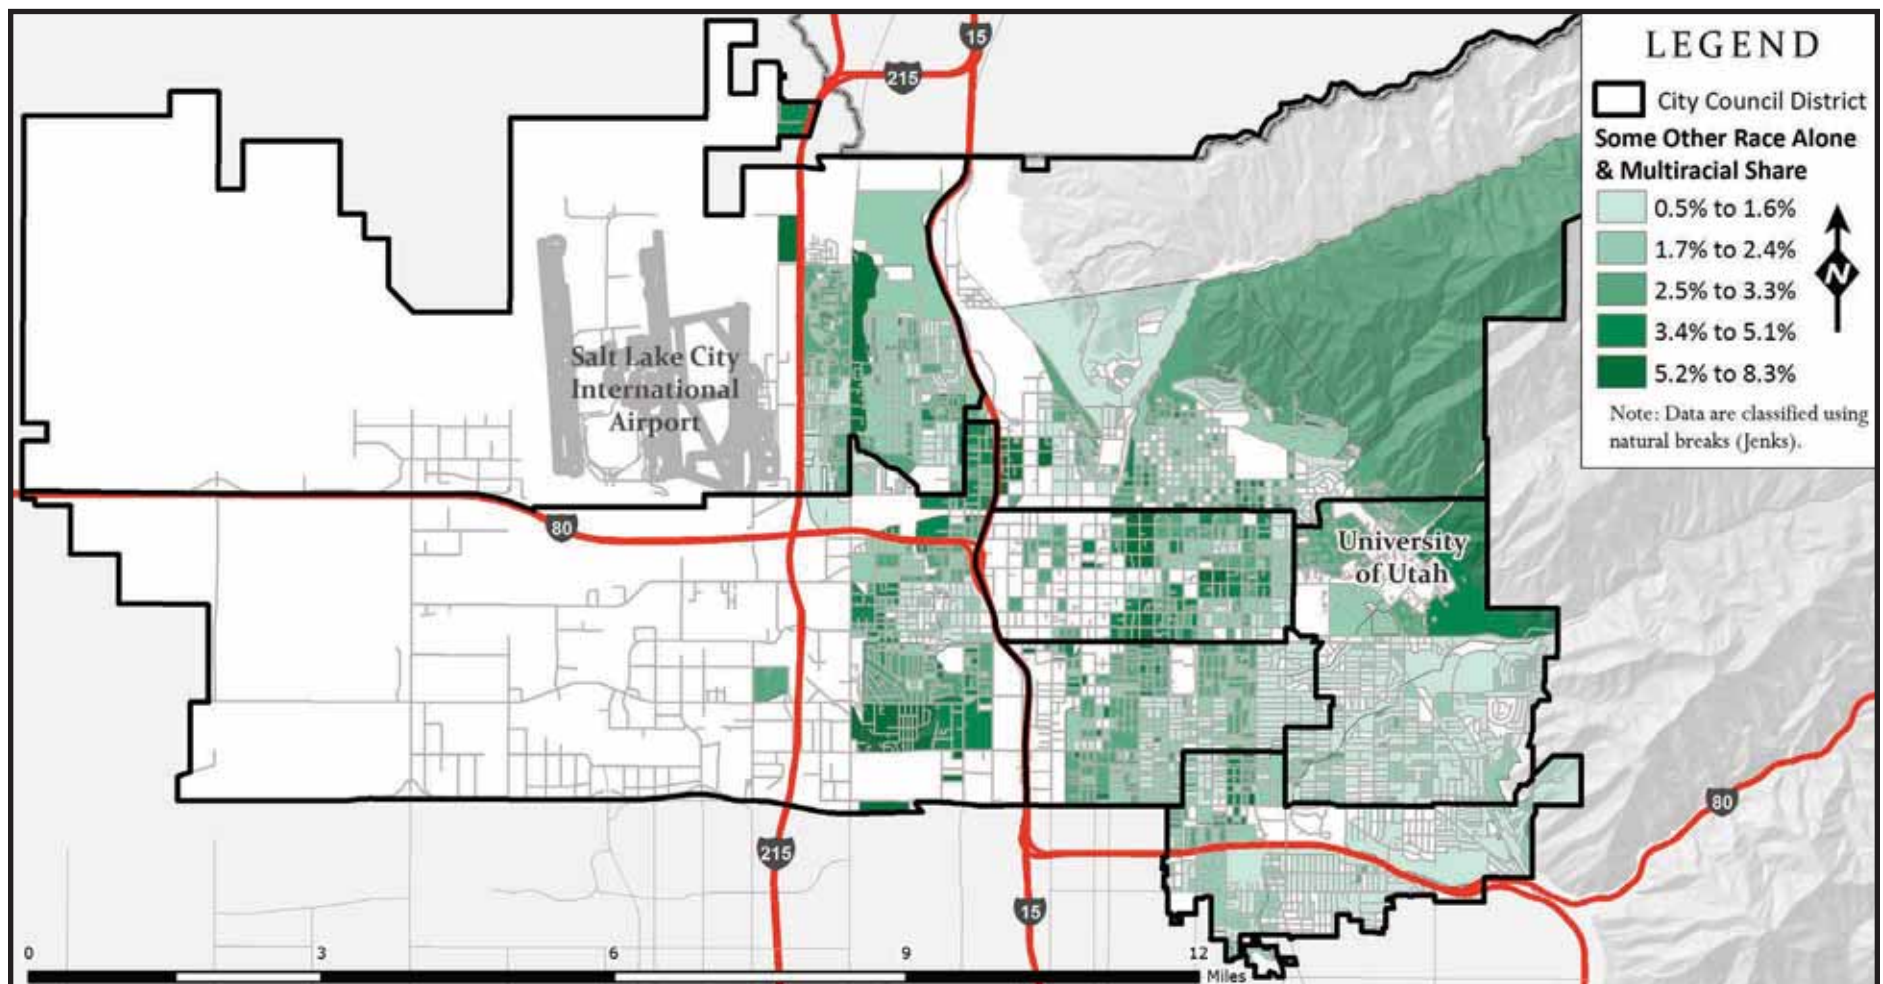 15
215
LEGEND
City Council District
Some Other Race Alone
& Multiracial Share
0.5% to 1.6%
1.7% to 2.4%
2.5% to 3.3%
3.4% to 5.1%
5.2% to 8.3%
N
Note: Data are classified using
natural breaks (Jenks).
Salt Lake City
International
Airport
80
University
of Utah
80
215
15
0 3 6 9 12
Miles